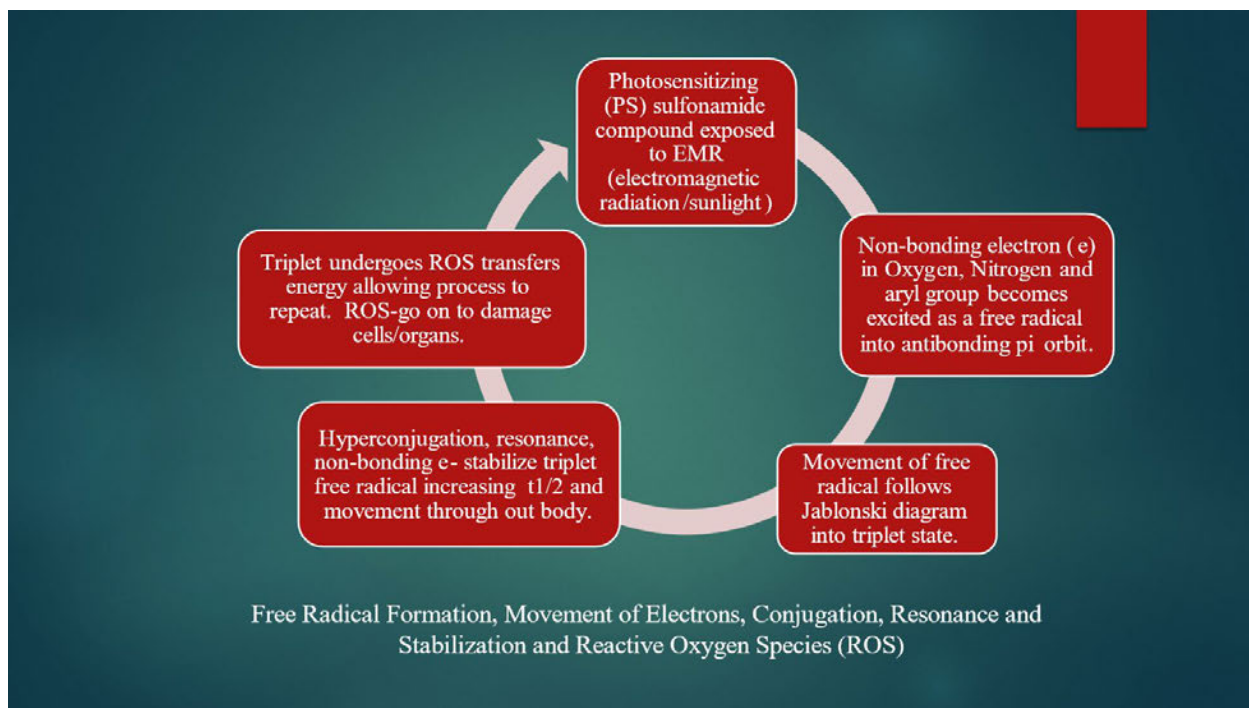 Photosensitizing
(PS) sulfonamide
compound exposed
to EMR
(electromagnetic
radiation/sunlight )
Non-bonding electron ( e)
in Oxygen, Nitrogen and
aryl group becomes
excited as a free radical
into antibonding pi orbit.
Movement of free
radical follows
Jablonski diagram
into triplet state.
Hyperconjugation, resonance,
non-bonding e- stabilize triplet
free radical increasing t1/2 and
movement through out body.
Triplet undergoes ROS transfers
energy allowing process to
repeat. ROS-go on to damage
cells/organs.
Free Radical Formation, Movement of Electrons, Conjugation, Resonance and
Stabilization and Reactive Oxygen Species (ROS)